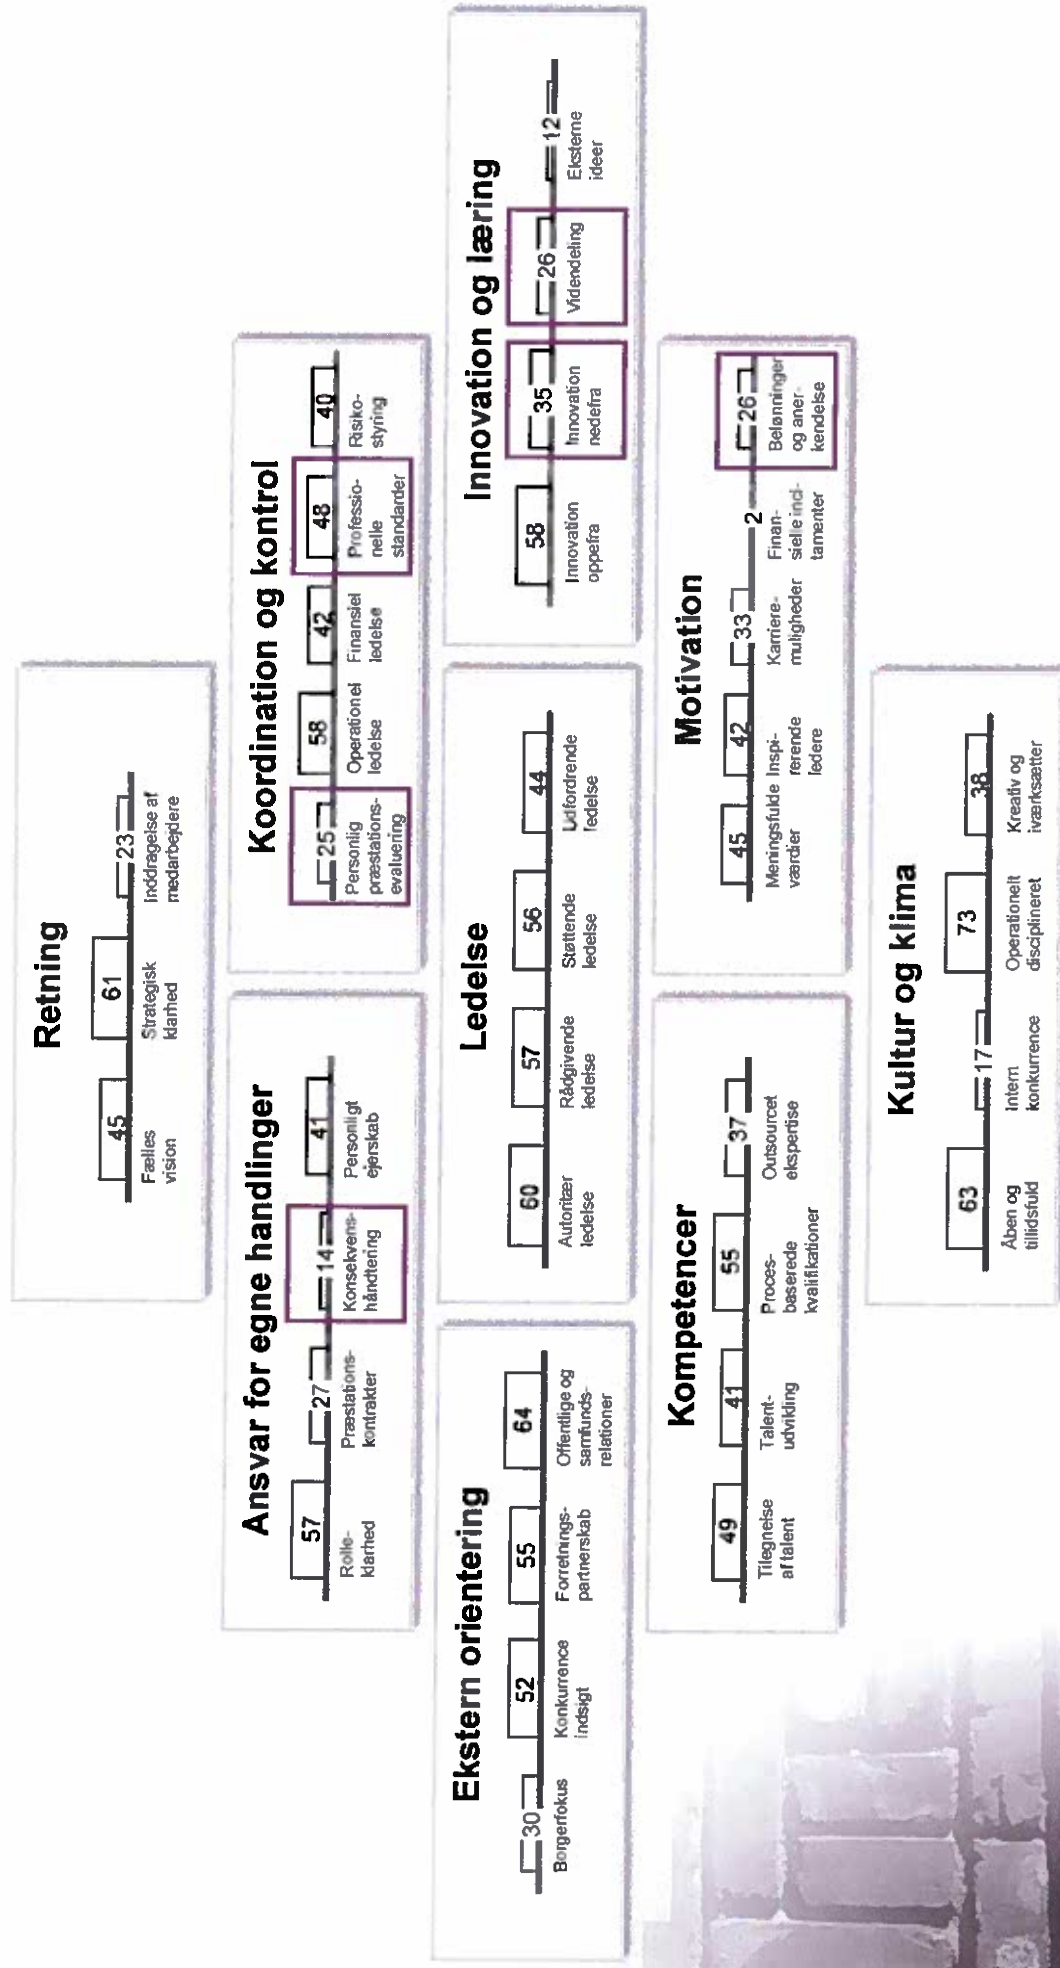 Retning
45
61
23
Fælles
vision
Strategisk
klarhed
Inddragelse af
medarbejdere
Ansvar for egne handlinger
57
27
14
41
Rolle-
klarhed
Præstations-
kontrakter
Konsekvens-
håndtering
Personligt
ejerskab
Koordination og kontrol
25
58
42
48
40
Personlig
præstations-
evaluering
Operationel
ledelse
Finansiel
ledelse
Professio-
nelle
standarder
Risiko-
styring
Ekstern orientering
30
52
55
64
Borgerfokus
Konkurrence
indsigt
Forretnings-
partnerskab
Offentlige og
samfunds-
relationer
Ledelse
60
57
56
44
Autoritær
ledelse
Rådgivende
ledelse
Støttende
ledelse
Udfordrende
ledelse
Innovation og læring
58
35
26
12
Innovation
oppefra
Innovation
nedefra
Videndeling
Eksterne
ideer
Kompetencer
49
41
55
37
Tilegnelse
af talent
Talent-
udvikling
Proces-
baserede
kvalifikationer
Outsourcet
ekspertise
Motivation
45
42
33
2
26
Meningsfulde
værdier
Inspi-
rerende
ledere
Karriere-
muligheder
Finan-
sielle ind-
tamenter
Belønninger
og aner-
kendelse
Kultur og klima
63
17
73
38
Åben og
tillidsfuld
Intern
konkurrence
Operationelt
disciplineret
Kreativ og
iværksætter